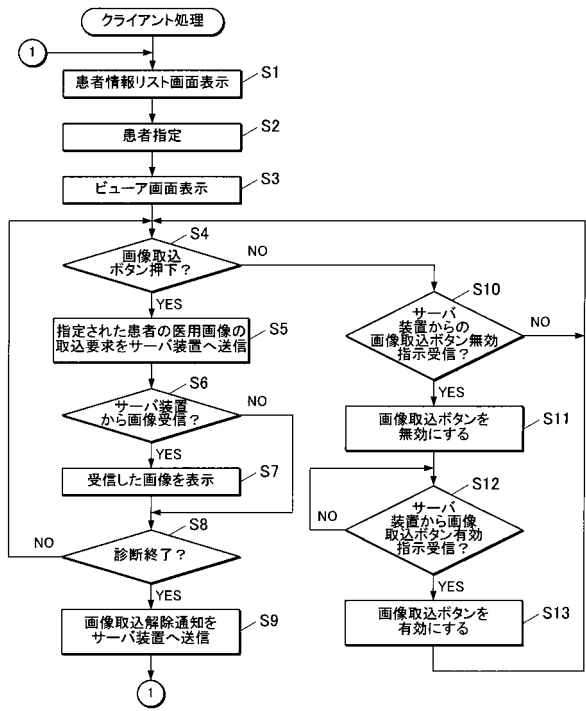 クライアント処理
1
患者情報リスト画面表示
S1
患者指定
S2
ビューア画面表示
S3
画像取込
ボタン押下？
S4
NO
YES
指定された患者の医用画像の
取込要求をサーバ装置へ送信
S5
サーバ装置
から画像受信？
S6
NO
YES
受信した画像を表示
S7
診断終了？
S8
NO
YES
画像取込解除通知を
サーバ装置へ送信
S9
1
サーバ
装置からの
画像取込ボタン無効
指示受信？
S10
NO
YES
画像取込ボタンを
無効にする
S11
サーバ
装置から画像
取込ボタン有効
指示受信？
S12
NO
YES
画像取込ボタンを
有効にする
S13